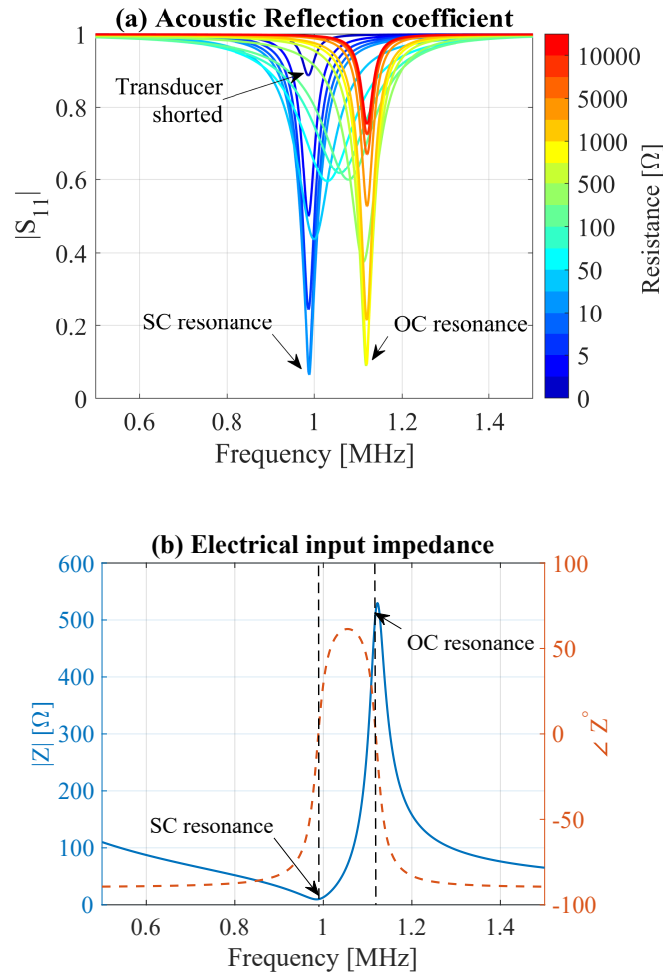 (a) Acoustic Reflection coefficient
1
0.8
0.6
0.4
0.2
0
|S11|
Transducer
shorted
SC resonance
OC resonance
0.6
0.8
1
1.2
1.4
Frequency [MHz]
10000
5000
1000
500
100
50
10
5
0
Resistance [Ω]
(b) Electrical input impedance
600
500
400
300
200
100
0
|Z| [Ω]
OC resonance
SC resonance
100
50
0
-50
-100
∠ Z°
0.6
0.8
1
1.2
1.4
Frequency [MHz]